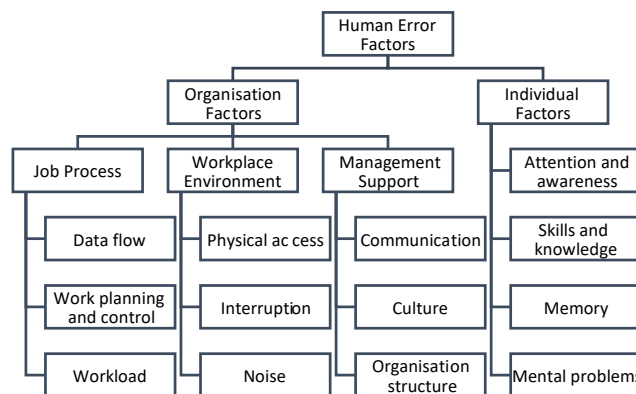 Human Error
Factors
Organisation
Factors
Individual
Factors
Job Process
Workplace
Environment
Management
Support
Attention and
awareness
Data flow
Physical ac cess
Communication
Skills and
knowledge
Work planning
and control
Interruption
Culture
Memory
Workload
Noise
Organisation
structure
Mental problems